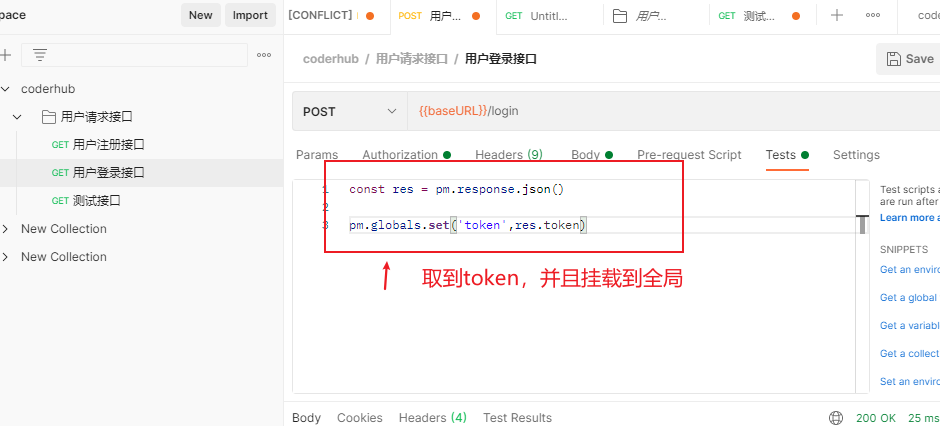 pace
New
Import
[CONFLICT]
POST 用户...
GET Untitl...
用户...
GET 测试...
code
coderhub
用户请求接口
GET 用户注册接口
GET 用户登录接口
GET 测试接口
New Collection
New Collection
coderhub / 用户请求接口 / 用户登录接口
Save
POST
{{baseURL}}/login
Params
Authorization
Headers (9)
Body
Pre-request Script
Tests
Settings
1 const res = pm.response.json()
2
3 pm.globals.set('token',res.token)
取到token，并且挂载到全局
Test scripts a
are run after
Learn more a
SNIPPETS
Get an enviro
Get a global
Get a variabl
Get a collect
Set an enviro
Body
Cookies
Headers (4)
Test Results
200 OK
25 ms